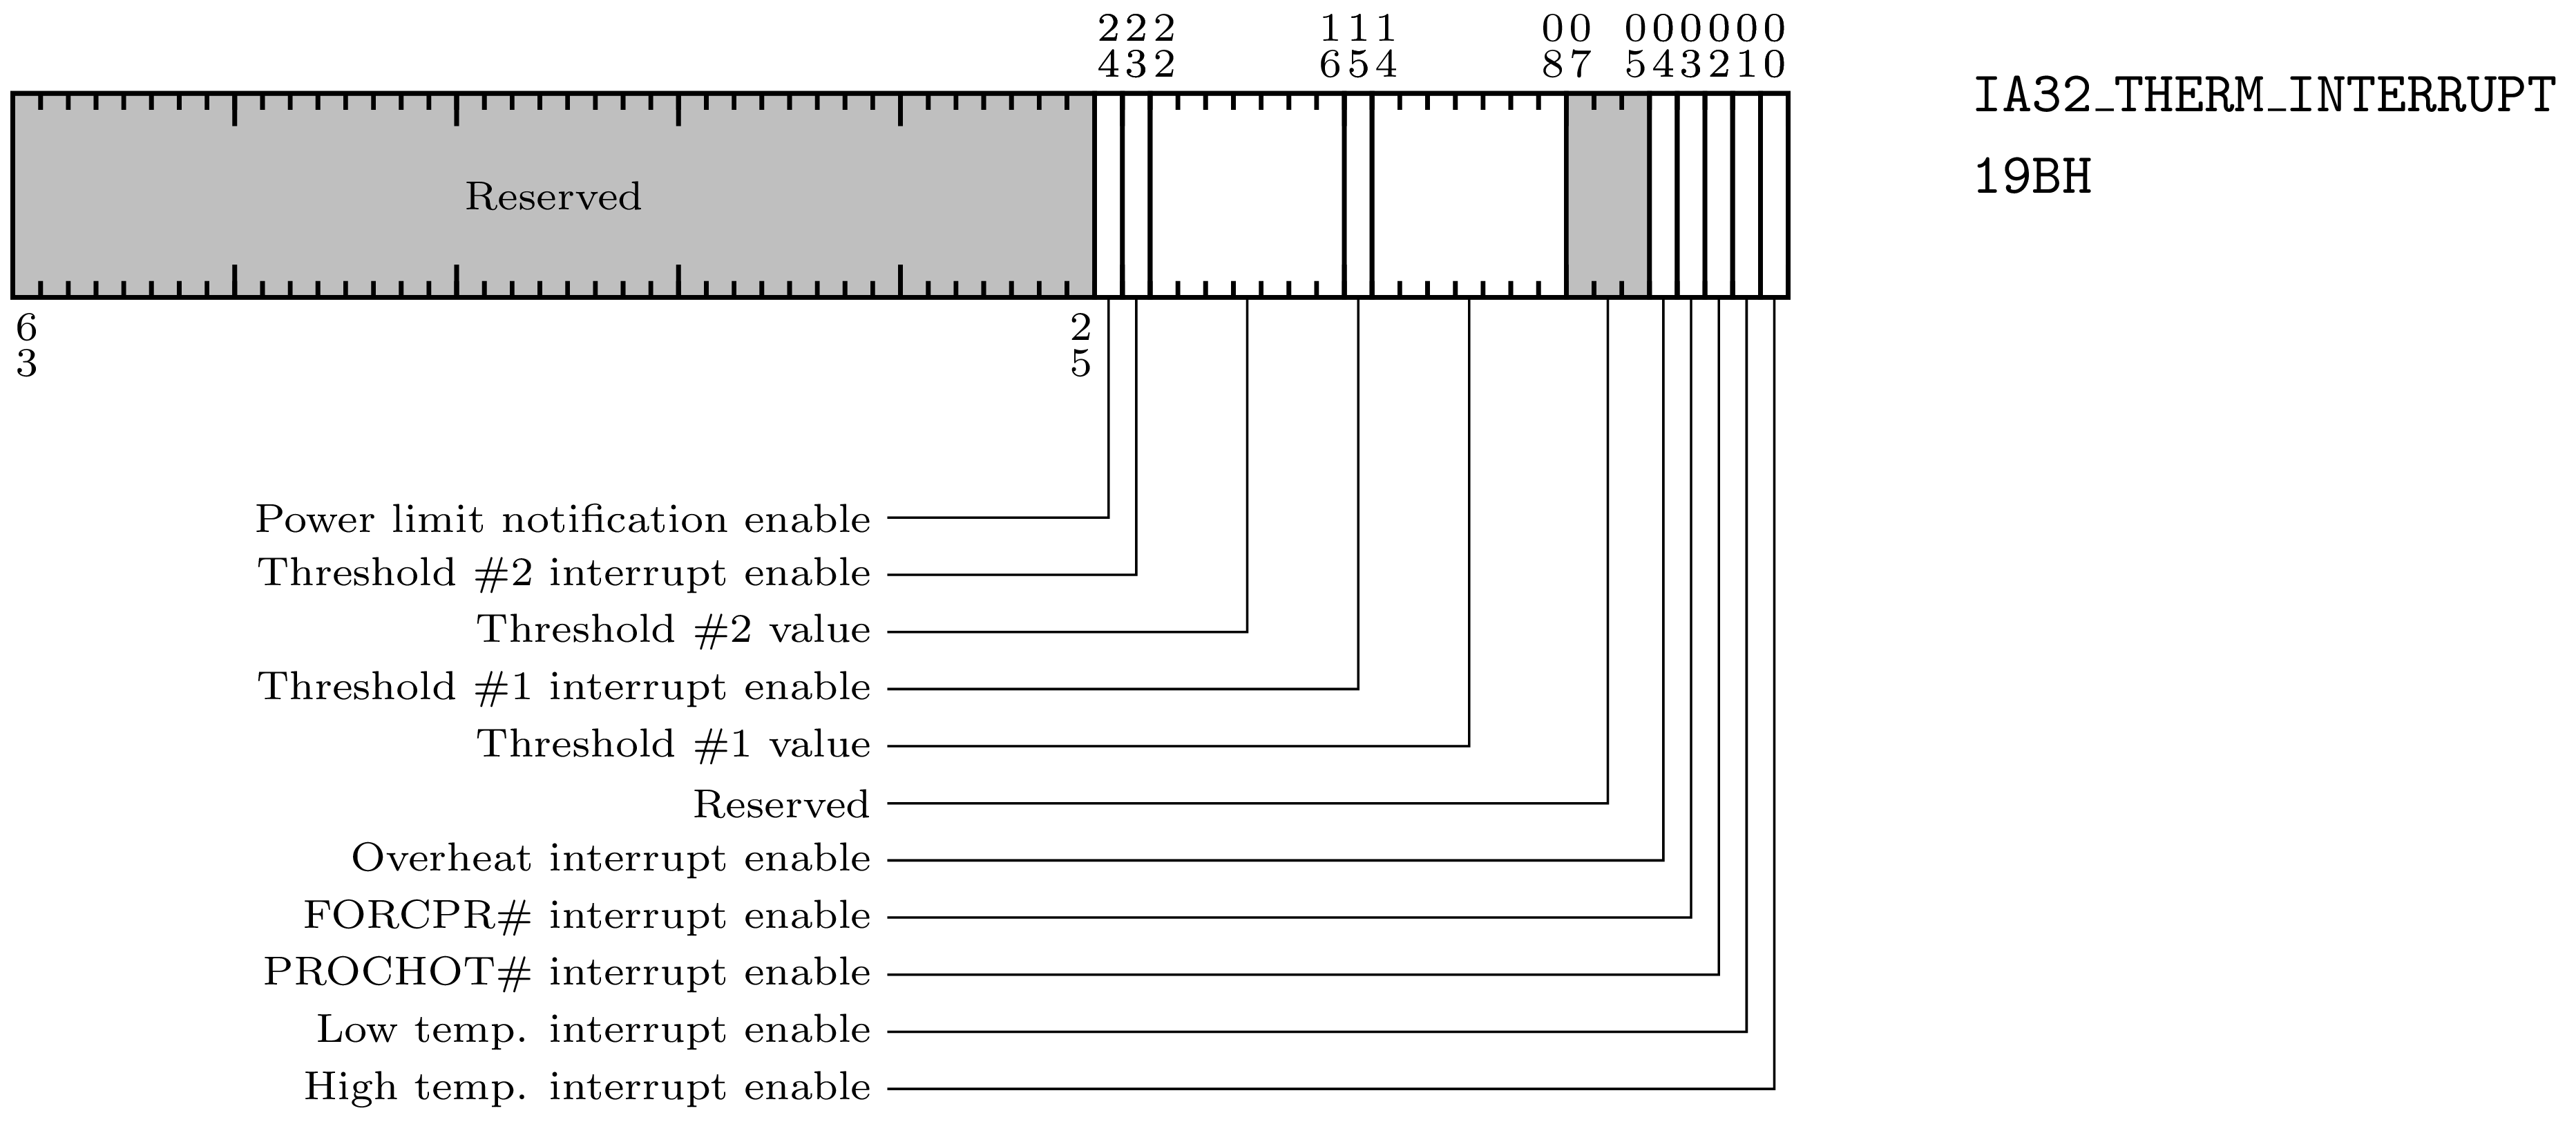 222 111 00 000000
432 654 87 543210
IA32_THERM_INTERRUPT
19BH
Reserved
6 2
3 5
Power limit notification enable
Threshold #2 interrupt enable
Threshold #2 value
Threshold #1 interrupt enable
Threshold #1 value
Reserved
Overheat interrupt enable
FORCPR# interrupt enable
PROCHOT# interrupt enable
Low temp. interrupt enable
High temp. interrupt enable